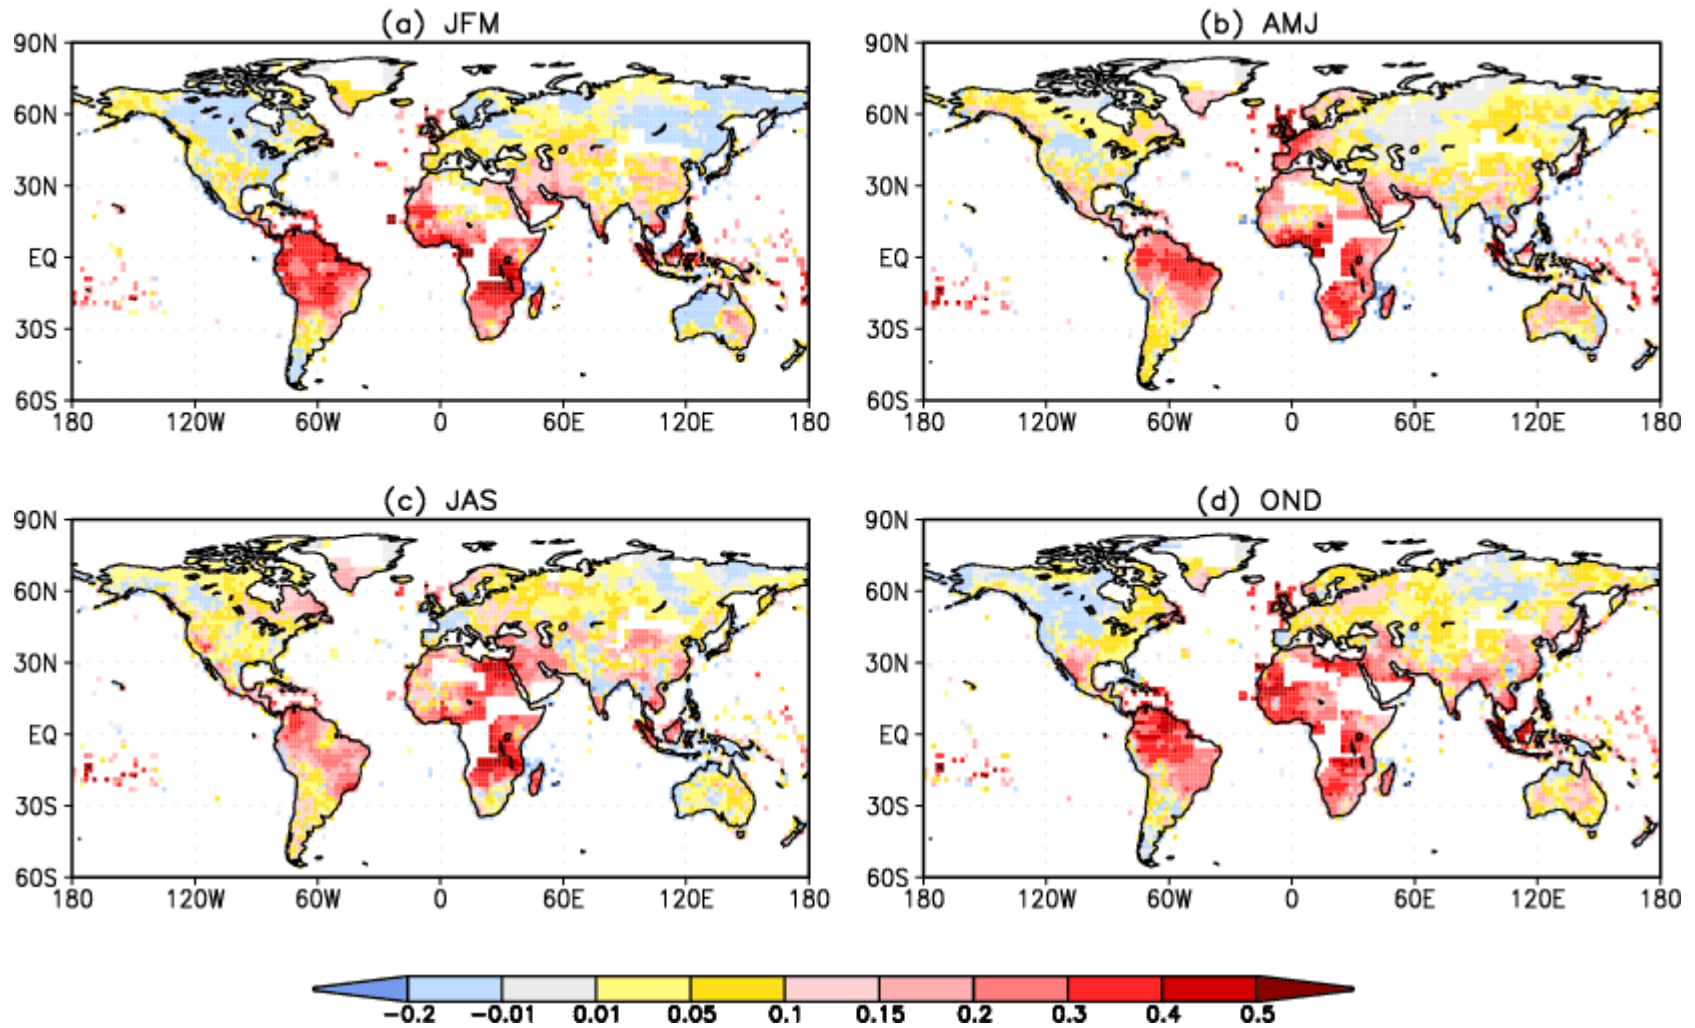 (a) JFM
(b) AMJ
90N
60N
30N
EQ
30S
60S
180 120W 60W 0 60E 120E 180
90N
60N
30N
EQ
30S
60S
180 120W 60W 0 60E 120E 180
(c) JAS
(d) OND
90N
60N
30N
EQ
30S
60S
180 120W 60W 0 60E 120E 180
90N
60N
30N
EQ
30S
60S
180 120W 60W 0 60E 120E 180
-0.2 -0.01 0.01 0.05 0.1 0.15 0.2 0.3 0.4 0.5